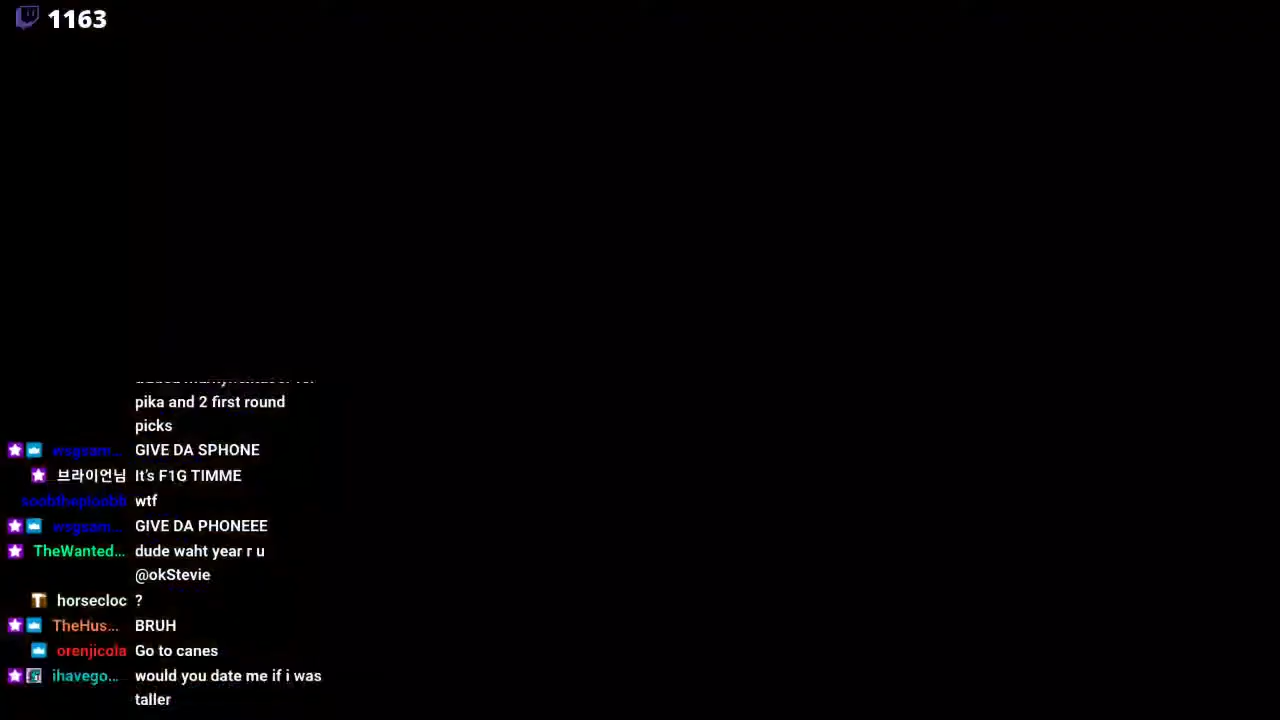 1163
pika and 2 first round
picks
wsgsam... GIVE DA SPHONE
브라이언님 It's F1G TIMME
wtf
wsgsam... GIVE DA PHONEEE
TheWanted... dude waht year r u
@okStevie
horsecloc ?
TheHus... BRUH
orenjicola Go to canes
ihavego... would you date me if i was
taller